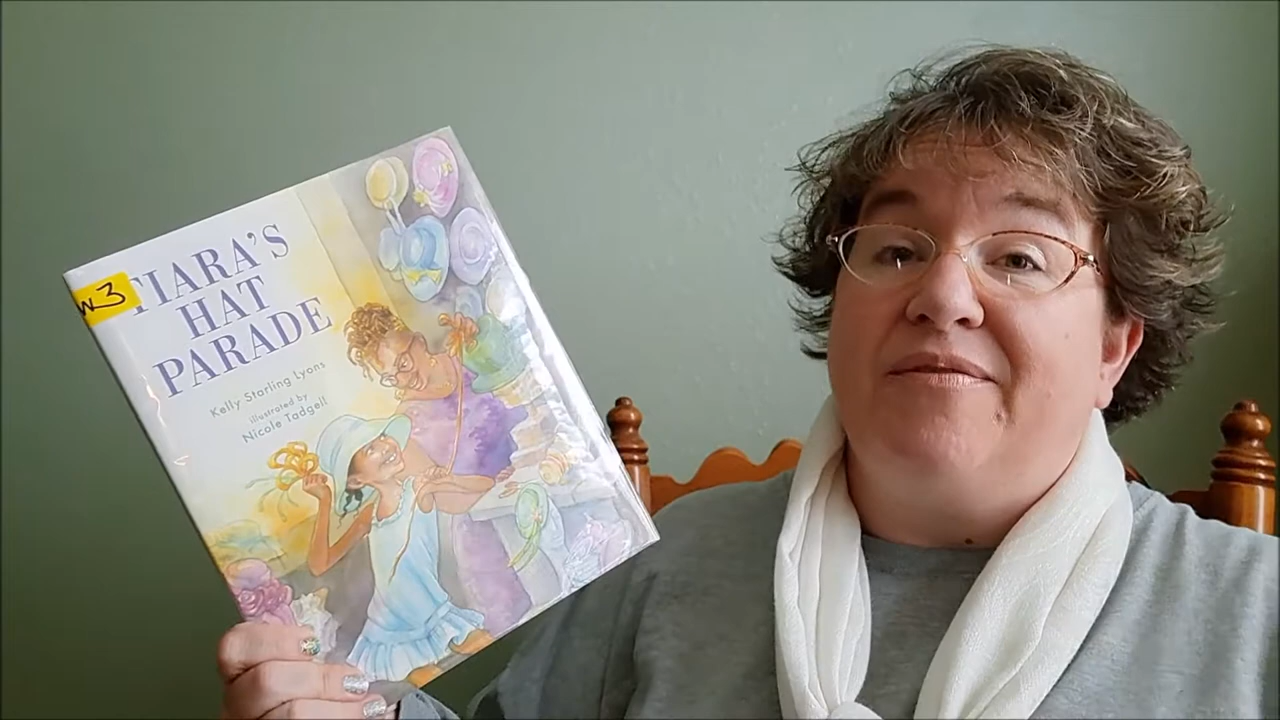 W3
TIARA'S
HAT
PARADE
Kelly Starling Lyons
illustrated by
Nicole Tadgell